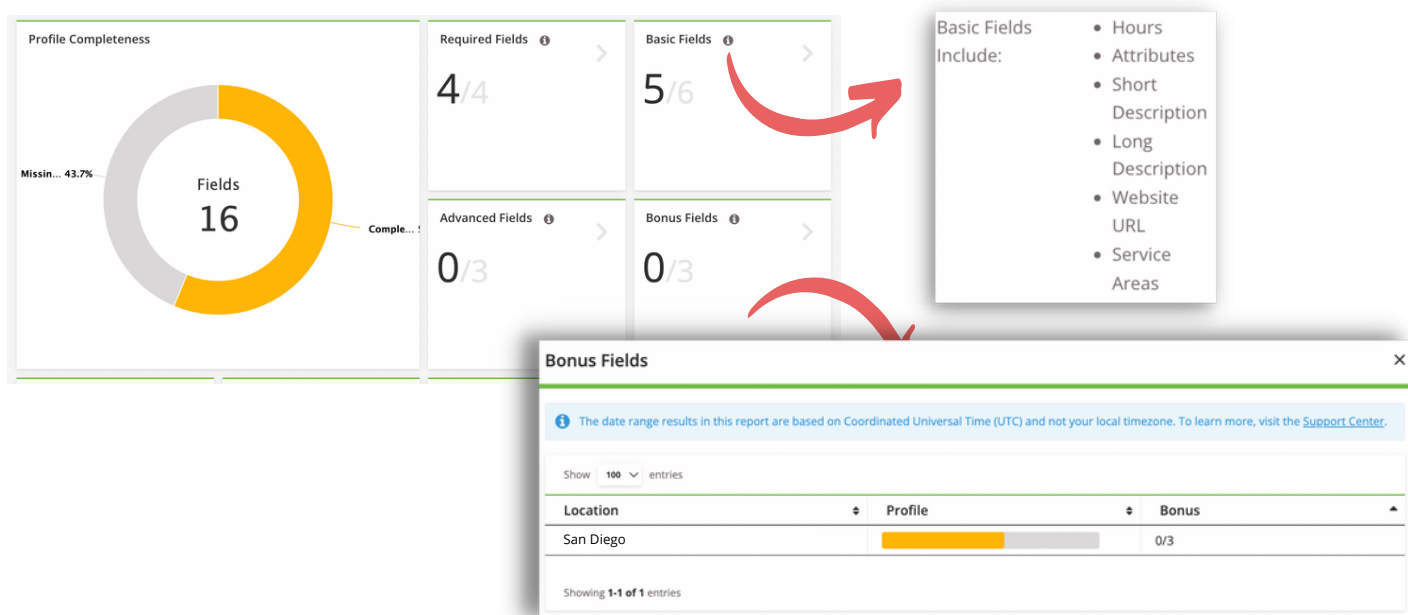 Profile Completeness
Missin... 43.7%
Fields
16
Comple...
Required Fields
4/4
Basic Fields
5/6
Advanced Fields
0/3
Bonus Fields
0/3
Basic Fields
Include:
Hours
Attributes
Short
Description
Long
Description
Website
URL
Service
Areas
Bonus Fields
The date range results in this report are based on Coordinated Universal Time (UTC) and not your local timezone. To learn more, visit the Support Center.
Show 100 entries
Location Profile Bonus
San Diego 0/3
Showing 1-1 of 1 entries